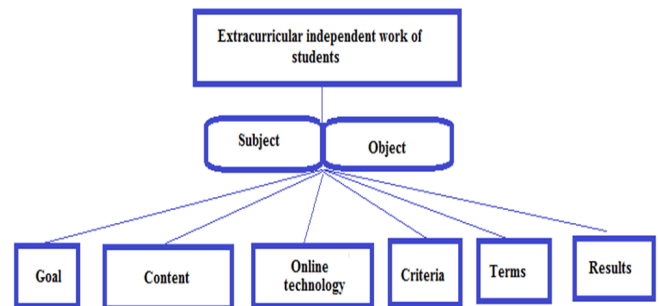 Extracurricular independent work of
students
Subject
Object
Goal
Content
Online
technology
Criteria
Terms
Results